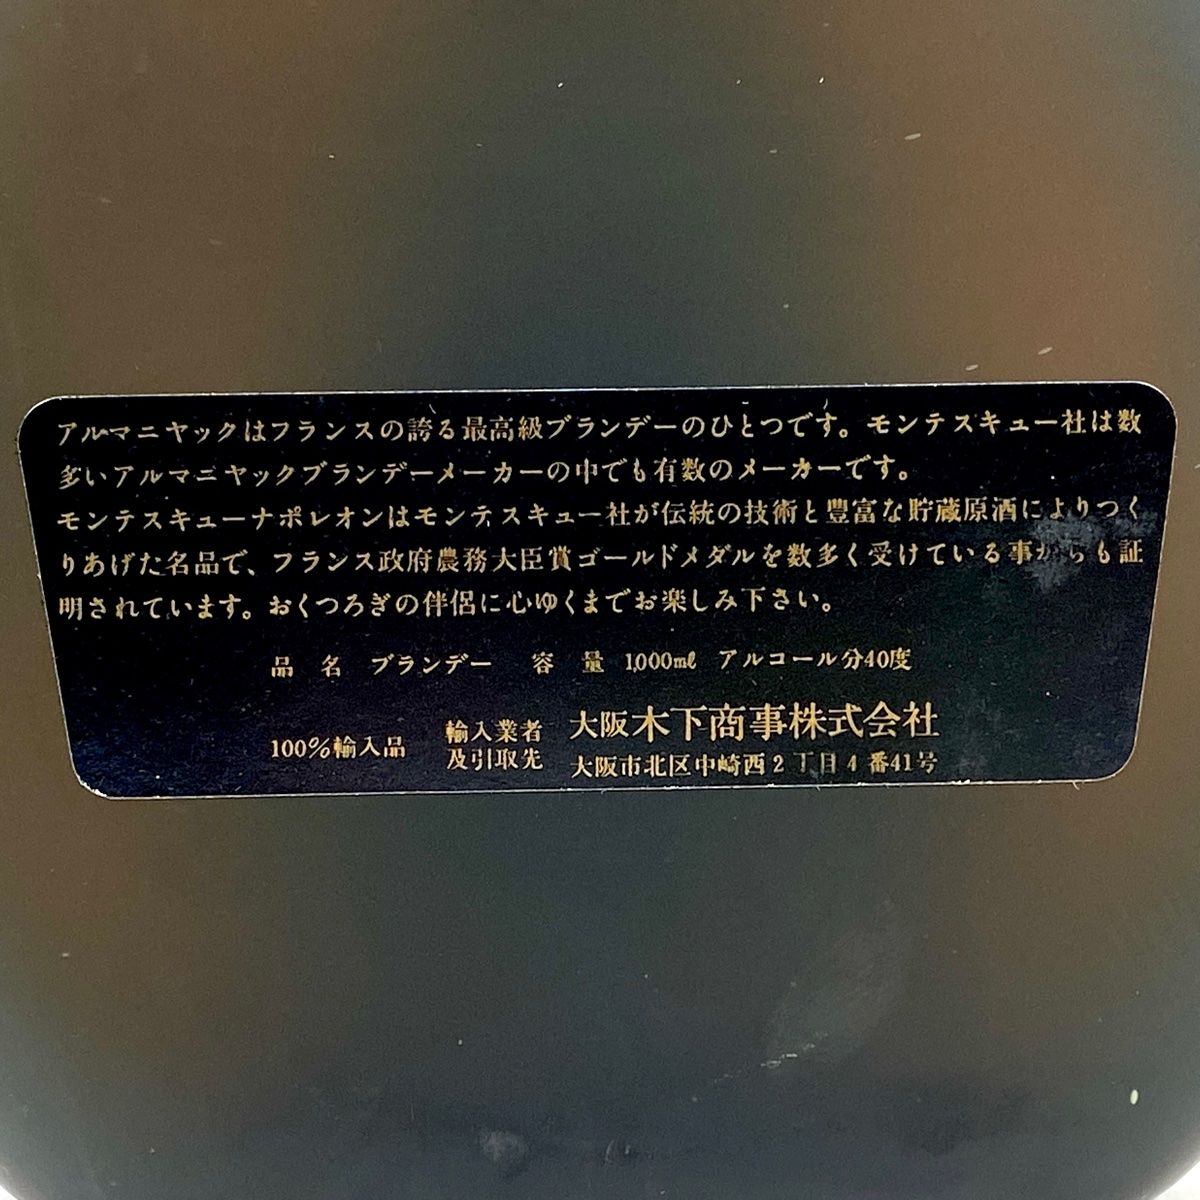 アルマニヤックはフランスの誇る最高級ブランデーのひとつです。モンテスキュー社は数
多いアルマニヤックブランデーメーカーの中でも有数のメーカーです。
モンテスキューナポレオンはモンテスキュー社が伝統の技術と豊富な貯蔵原酒によりつく
りあげた名品で、フランス政府農務大臣賞ゴールドメダルを数多く受けている事からも証
明されています。おくつろぎの伴侶に心ゆくまでお楽しみ下さい。
品 名 ブランデー 容 量 1,000ml アルコール分40度
100%輸入品 輸入業者及引取先 大阪木下商事株式会社
大阪市北区中崎西2丁目4番41号